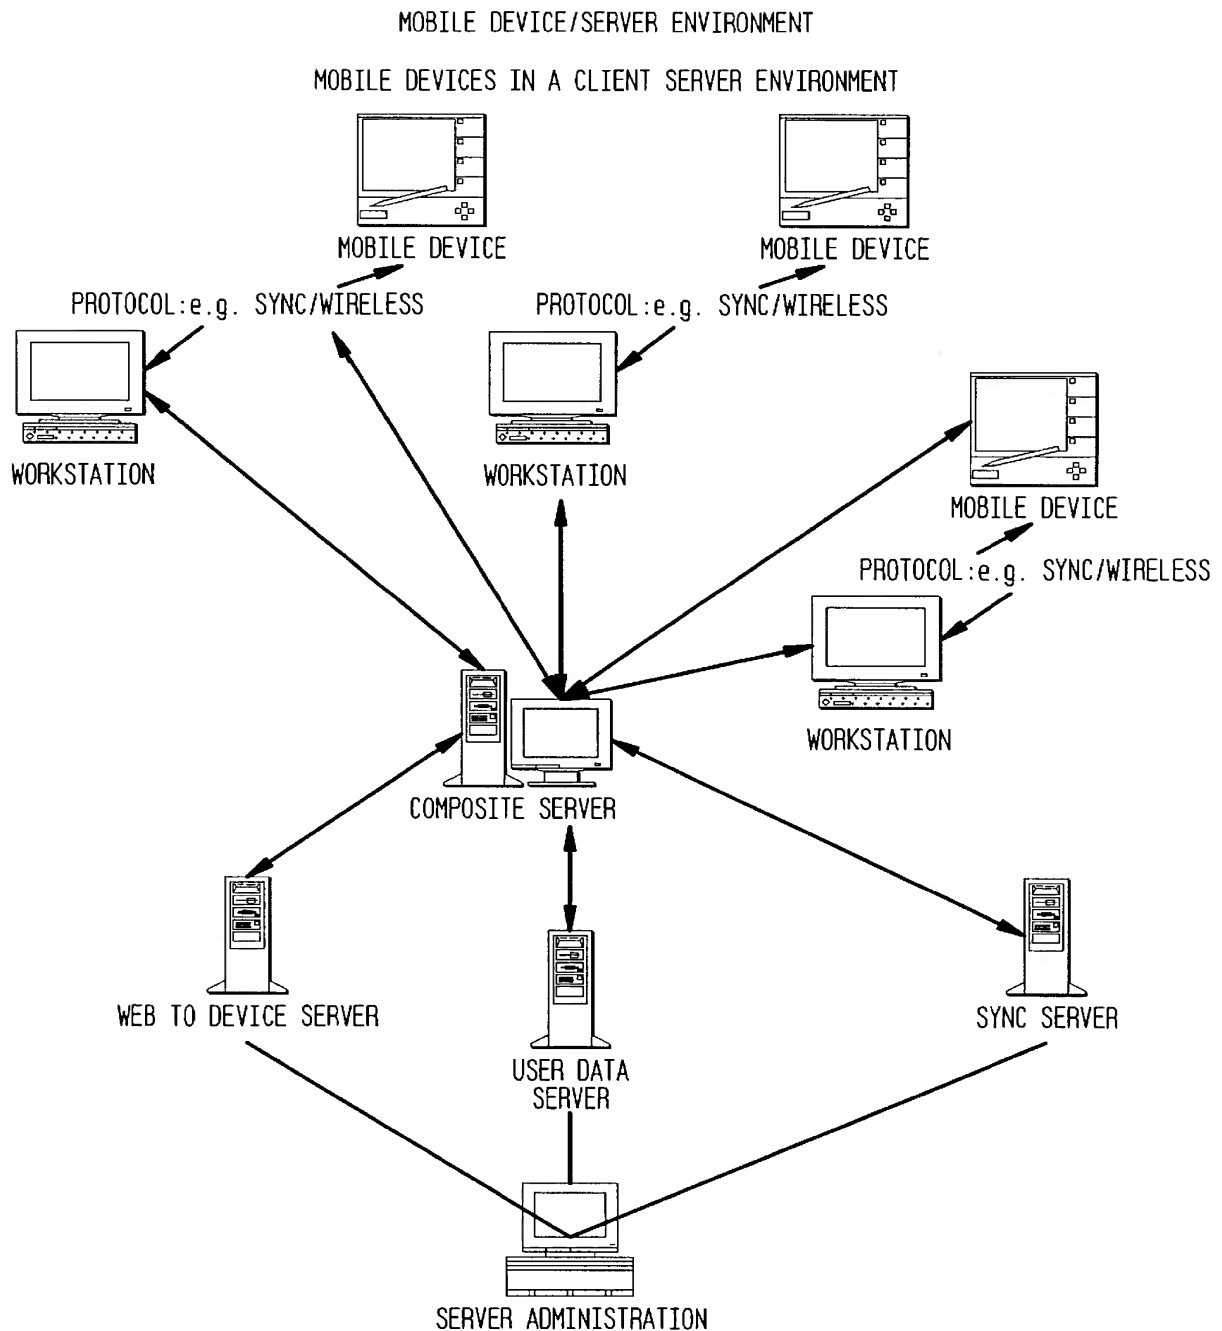 MOBILE DEVICE/SERVER ENVIRONMENT
MOBILE DEVICES IN A CLIENT SERVER ENVIRONMENT
MOBILE DEVICE
MOBILE DEVICE
PROTOCOL:e.g. SYNC/WIRELESS
PROTOCOL:e.g. SYNC/WIRELESS
WORKSTATION
WORKSTATION
MOBILE DEVICE
PROTOCOL:e.g. SYNC/WIRELESS
WORKSTATION
COMPOSITE SERVER
WEB TO DEVICE SERVER
SYNC SERVER
USER DATA
SERVER
SERVER ADMINISTRATION